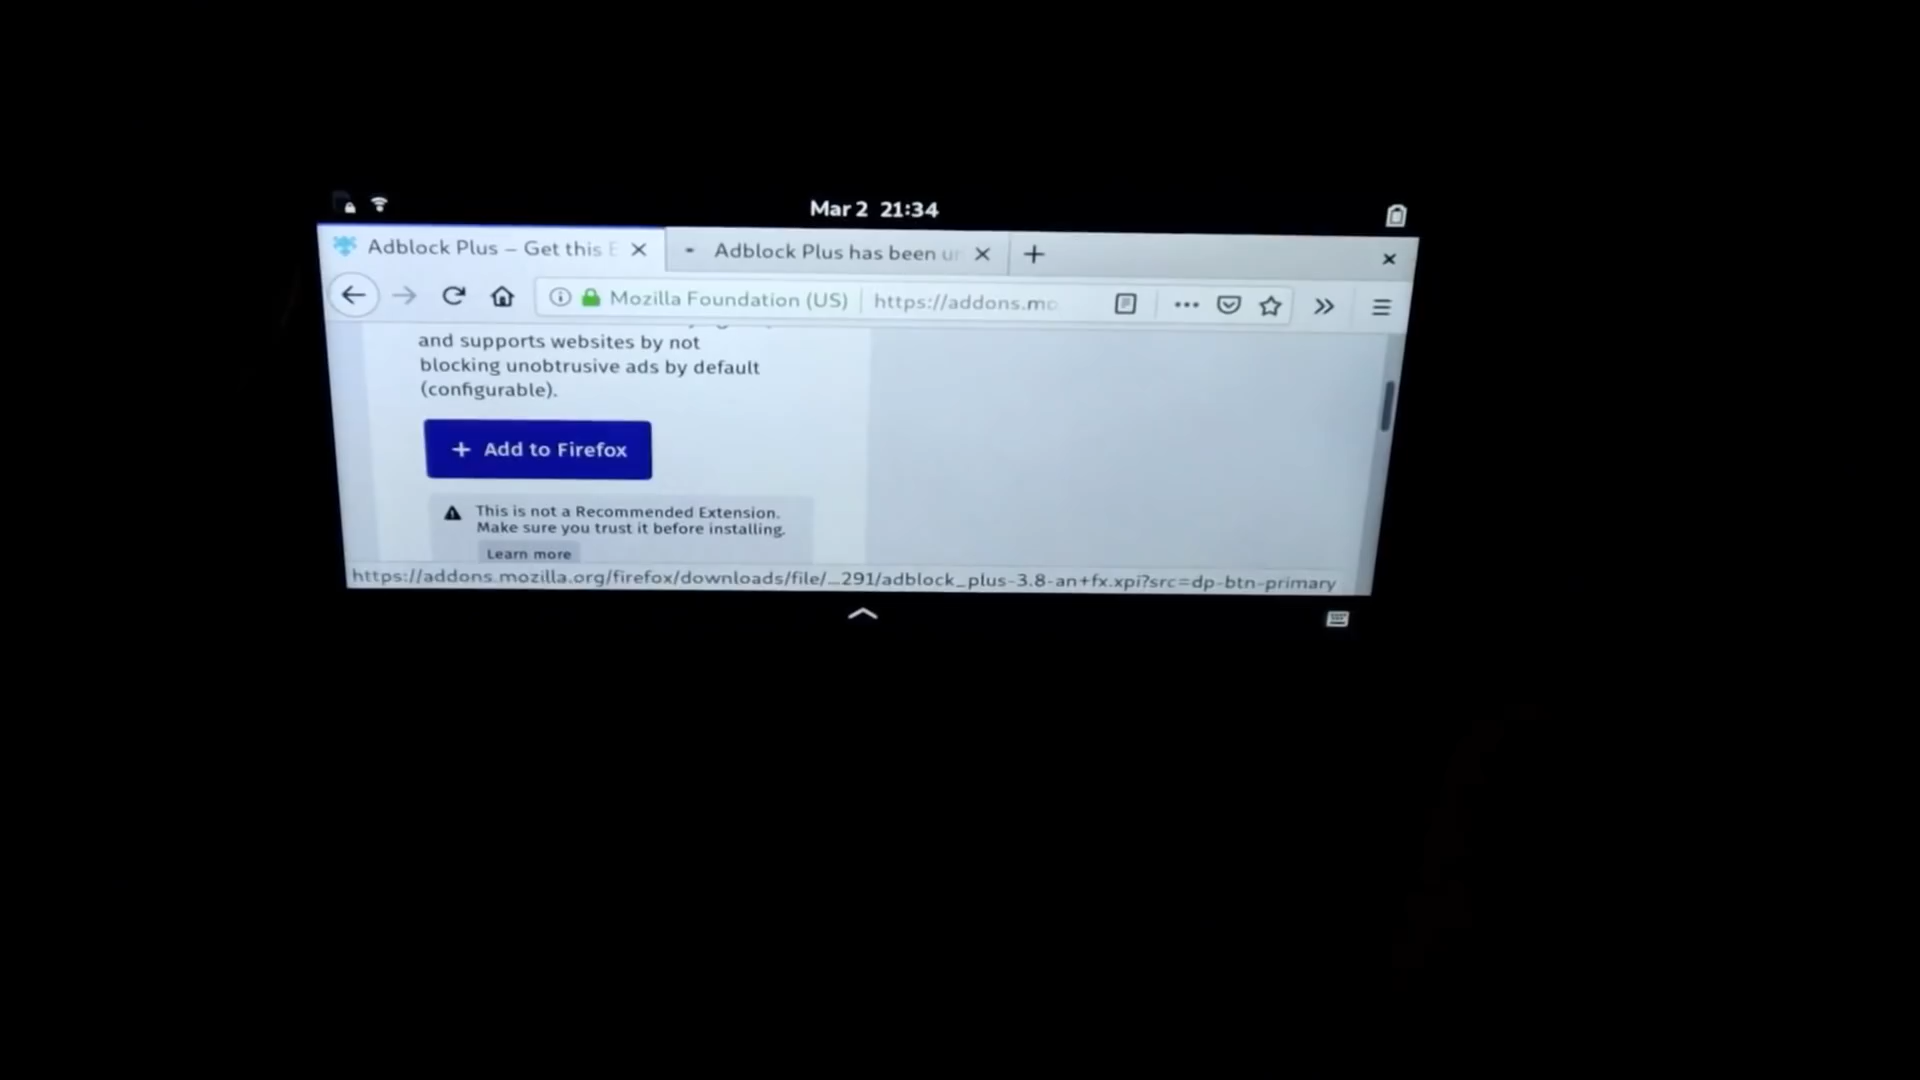 Mar 2 21:34
Adblock Plus – Get this
Adblock Plus has been
Mozilla Foundation (US) https://addons.mo
and supports websites by not
blocking unobtrusive ads by default
(configurable).
+ Add to Firefox
This is not a Recommended Extension.
Make sure you trust it before installing.
Learn more
https://addons.mozilla.org/firefox/downloads/file/...291/adblock_plus-3.8-an+fx.xpi?src=dp-btn-primary